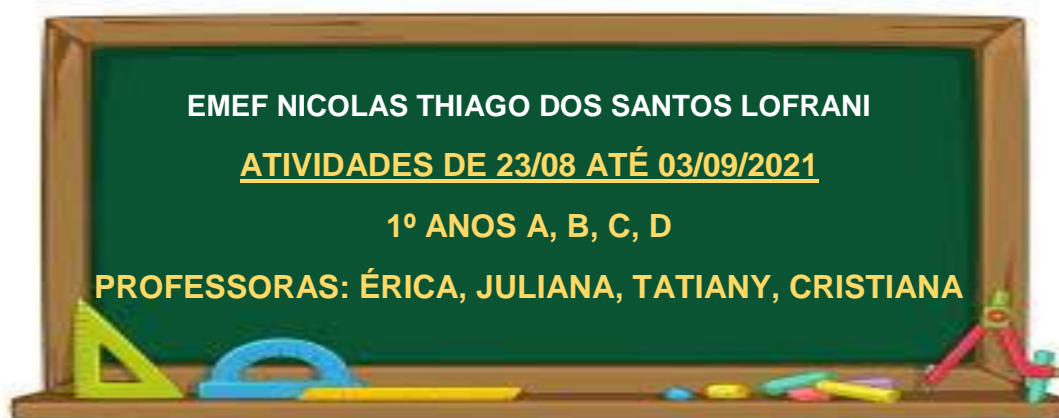 EMEF NICOLAS THIAGO DOS SANTOS LOFRANI
ATIVIDADES DE 23/08 ATÉ 03/09/2021
1º ANOS A, B, C, D
PROFESSORAS: ÉRICA, JULIANA, TATIANY, CRISTIANA